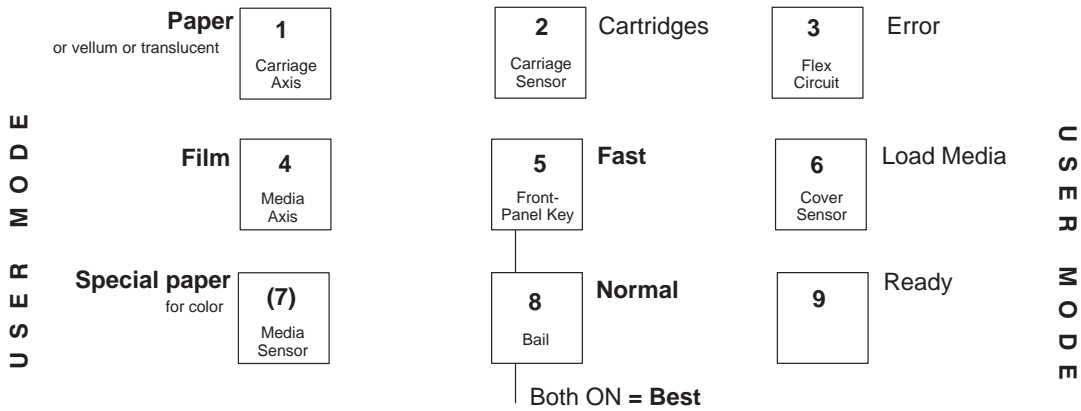 Paper
or vellum or translucent
1
Carriage
Axis
2
Carriage
Sensor
Cartridges
3
Flex
Circuit
Error
USER MODE
Film
4
Media
Axis
5
Front-
Panel Key
Fast
6
Cover
Sensor
Load Media
USER MODE
Special paper
for color
(7)
Media
Sensor
8
Bail
Normal
9
Ready
Both ON = Best